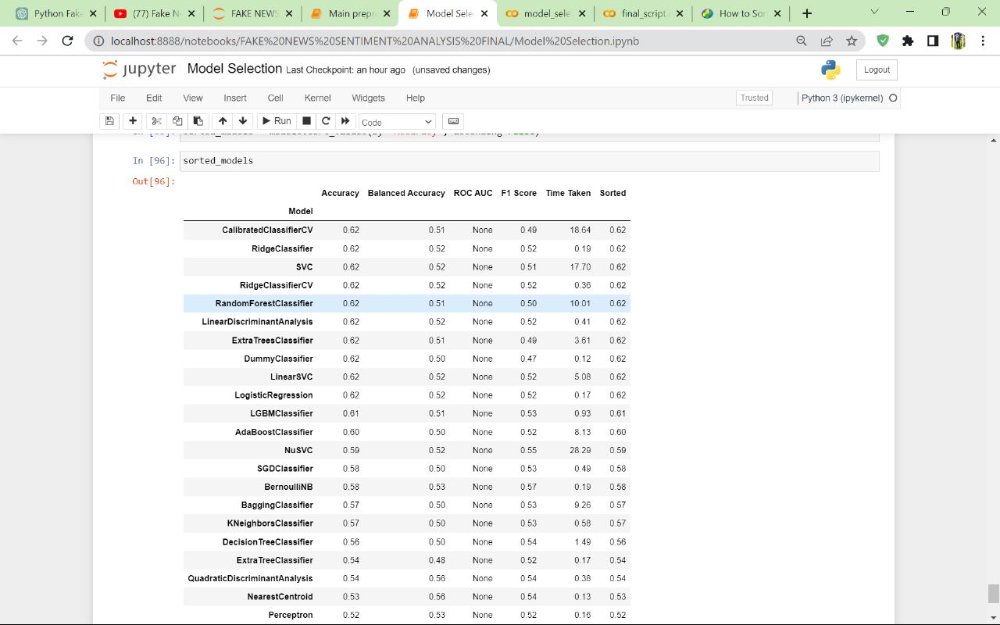 Python Fake
(77) Fake N
FAKE NEWS
Main prepr
Model Sele
model_sele
final_script.i
How to Sor
localhost:8888/notebooks/FAKE%20NEWS%20SENTIMENT%20ANALYSIS%20FINAL/Model%20Selection.ipynb
jupyter Model Selection Last Checkpoint: an hour ago (unsaved changes)
Logout
File Edit View Insert Cell Kernel Widgets Help
Trusted
Python 3 (ipykernel)
Run
Code
In [96]: sorted_models
Out[96]:
Accuracy Balanced Accuracy ROC AUC F1 Score Time Taken Sorted
Model
CalibratedClassifierCV 0.62 0.51 None 0.49 18.64 0.62
RidgeClassifier 0.62 0.52 None 0.52 0.19 0.62
SVC 0.62 0.52 None 0.51 17.70 0.62
RidgeClassifierCV 0.62 0.52 None 0.52 0.36 0.62
RandomForestClassifier 0.62 0.51 None 0.50 10.01 0.62
LinearDiscriminantAnalysis 0.62 0.52 None 0.52 0.41 0.62
ExtraTreesClassifier 0.62 0.51 None 0.49 3.61 0.62
DummyClassifier 0.62 0.50 None 0.47 0.12 0.62
LinearSVC 0.62 0.52 None 0.52 5.08 0.62
LogisticRegression 0.62 0.52 None 0.52 0.17 0.62
LGBMClassifier 0.61 0.51 None 0.53 0.93 0.61
AdaBoostClassifier 0.60 0.50 None 0.52 8.13 0.60
NuSVC 0.59 0.52 None 0.55 28.29 0.59
SGDClassifier 0.58 0.50 None 0.53 0.49 0.58
BernoulliNB 0.58 0.53 None 0.57 0.19 0.58
BaggingClassifier 0.57 0.50 None 0.53 9.26 0.57
KNeighborsClassifier 0.57 0.50 None 0.53 0.58 0.57
DecisionTreeClassifier 0.56 0.50 None 0.54 1.49 0.56
ExtraTreeClassifier 0.54 0.48 None 0.52 0.17 0.54
QuadraticDiscriminantAnalysis 0.54 0.56 None 0.54 0.38 0.54
NearestCentroid 0.53 0.56 None 0.54 0.13 0.53
Perceptron 0.52 0.53 None 0.52 0.16 0.52